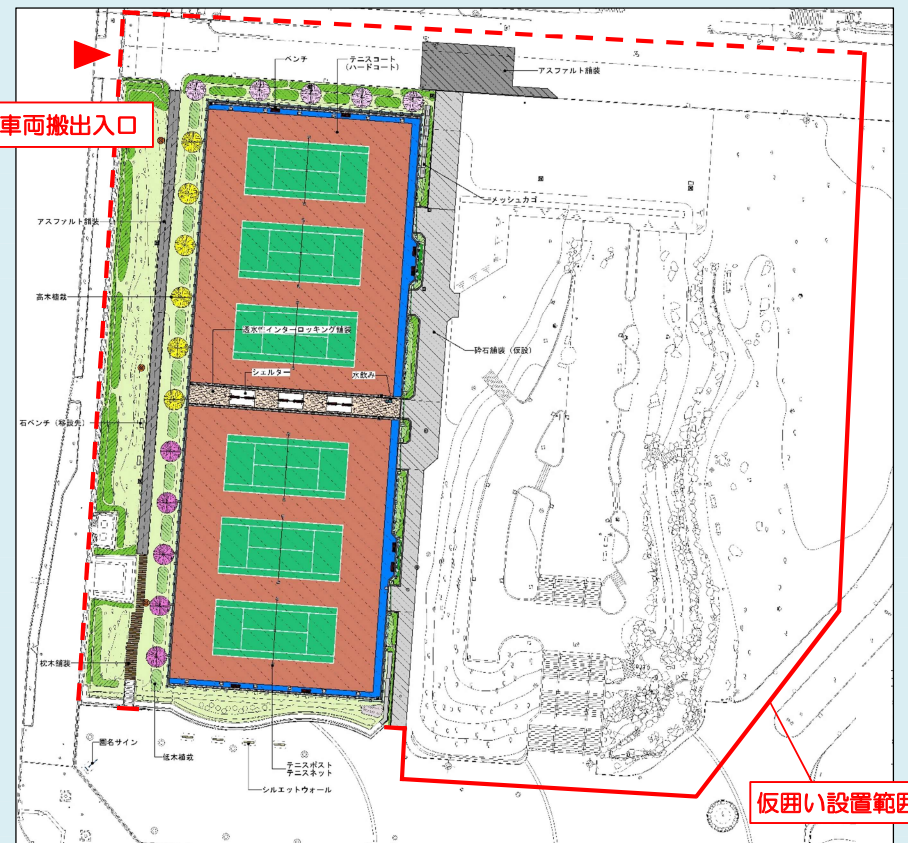 ベンチ
テニスコート
(ハードコート)
アスファルト舗装
車両搬出入口
メッシュカゴ
アスファルト舗装
高木植栽
透水性インターロッキング舗装
砕石舗装(仮設)
シェルター
水飲み
石ベンチ(移設先)
枕木舗装
園名サイン
低木植栽
テニスポスト
テニスネット
シルエットウォール
仮囲い設置範囲